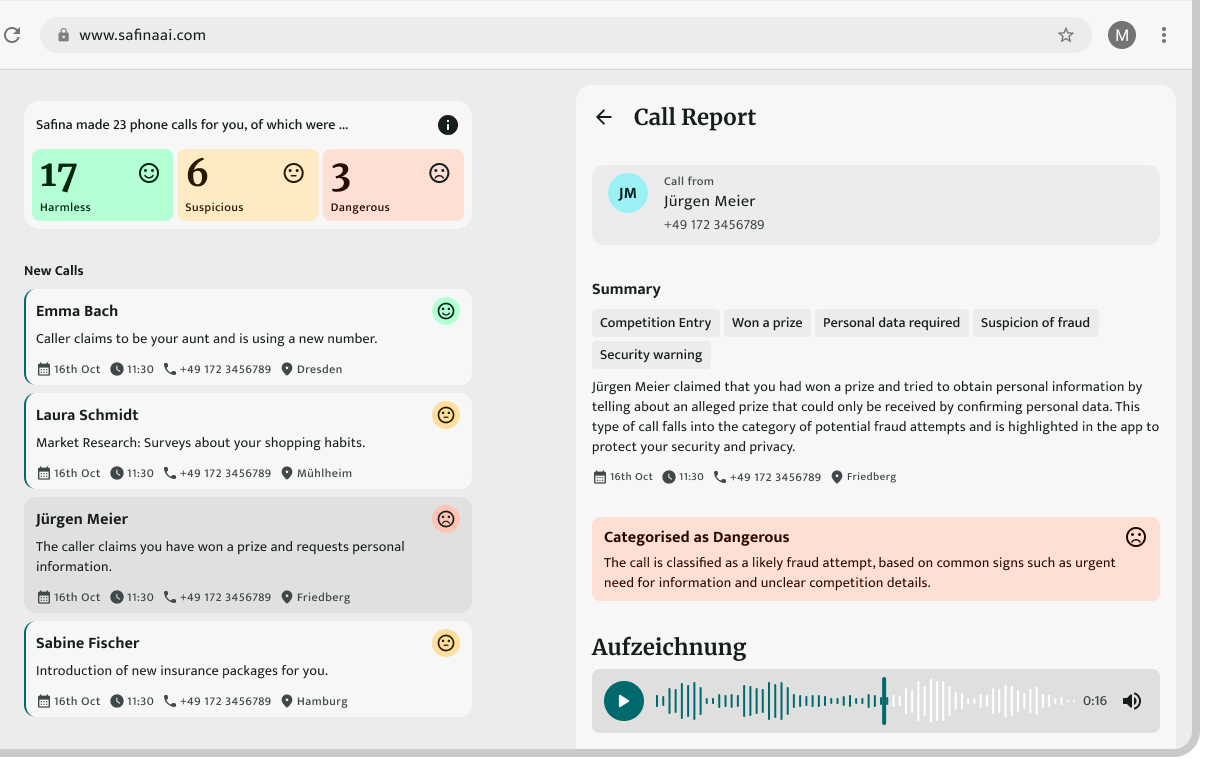 www.safinaai.com
M
Safina made 23 phone calls for you, of which were ...
17
Harmless
6
Suspicious
3
Dangerous
New Calls
Emma Bach
Caller claims to be your aunt and is using a new number.
16th Oct 11:30 +49 172 3456789 Dresden
Laura Schmidt
Market Research: Surveys about your shopping habits.
16th Oct 11:30 +49 172 3456789 Mühlheim
Jürgen Meier
The caller claims you have won a prize and requests personal
information.
16th Oct 11:30 +49 172 3456789 Friedberg
Sabine Fischer
Introduction of new insurance packages for you.
16th Oct 11:30 +49 172 3456789 Hamburg
Call Report
JM
Call from
Jürgen Meier
+49 172 3456789
Summary
Competition Entry Won a prize Personal data required Suspicion of fraud
Security warning
Jürgen Meier claimed that you had won a prize and tried to obtain personal information by
telling about an alleged prize that could only be received by confirming personal data. This
type of call falls into the category of potential fraud attempts and is highlighted in the app to
protect your security and privacy.
16th Oct 11:30 +49 172 3456789 Friedberg
Categorised as Dangerous
The call is classified as a likely fraud attempt, based on common signs such as urgent
need for information and unclear competition details.
Aufzeichnung
0:16